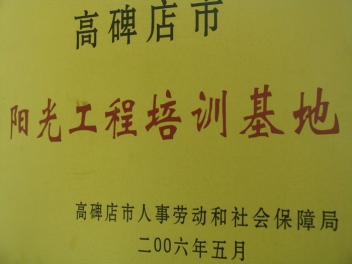 高碑店市
阳光工程培训基地
高碑店市人事劳动和社会保障局
二00六年五月